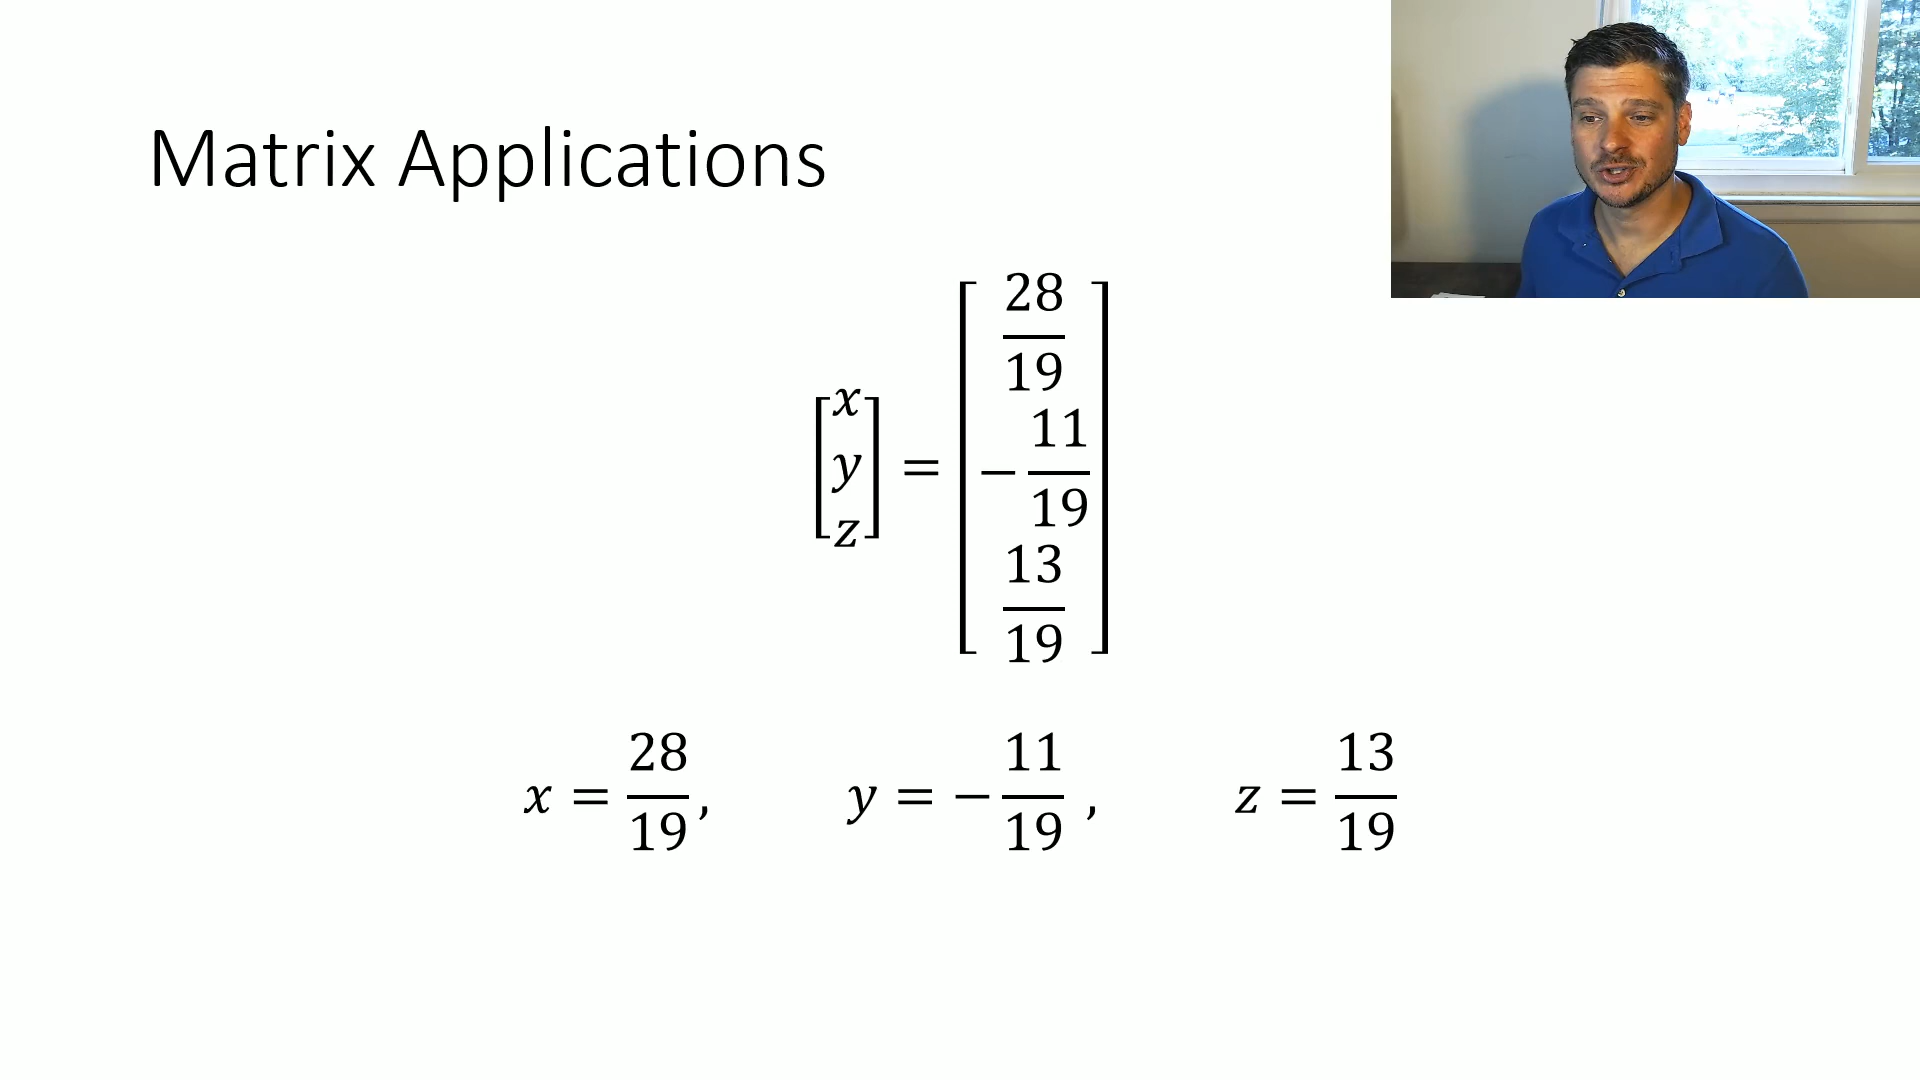 Matrix Applications
[x y z] = [28/19 −11/19 13/19]
x = 28/19, y = −11/19 , z = 13/19